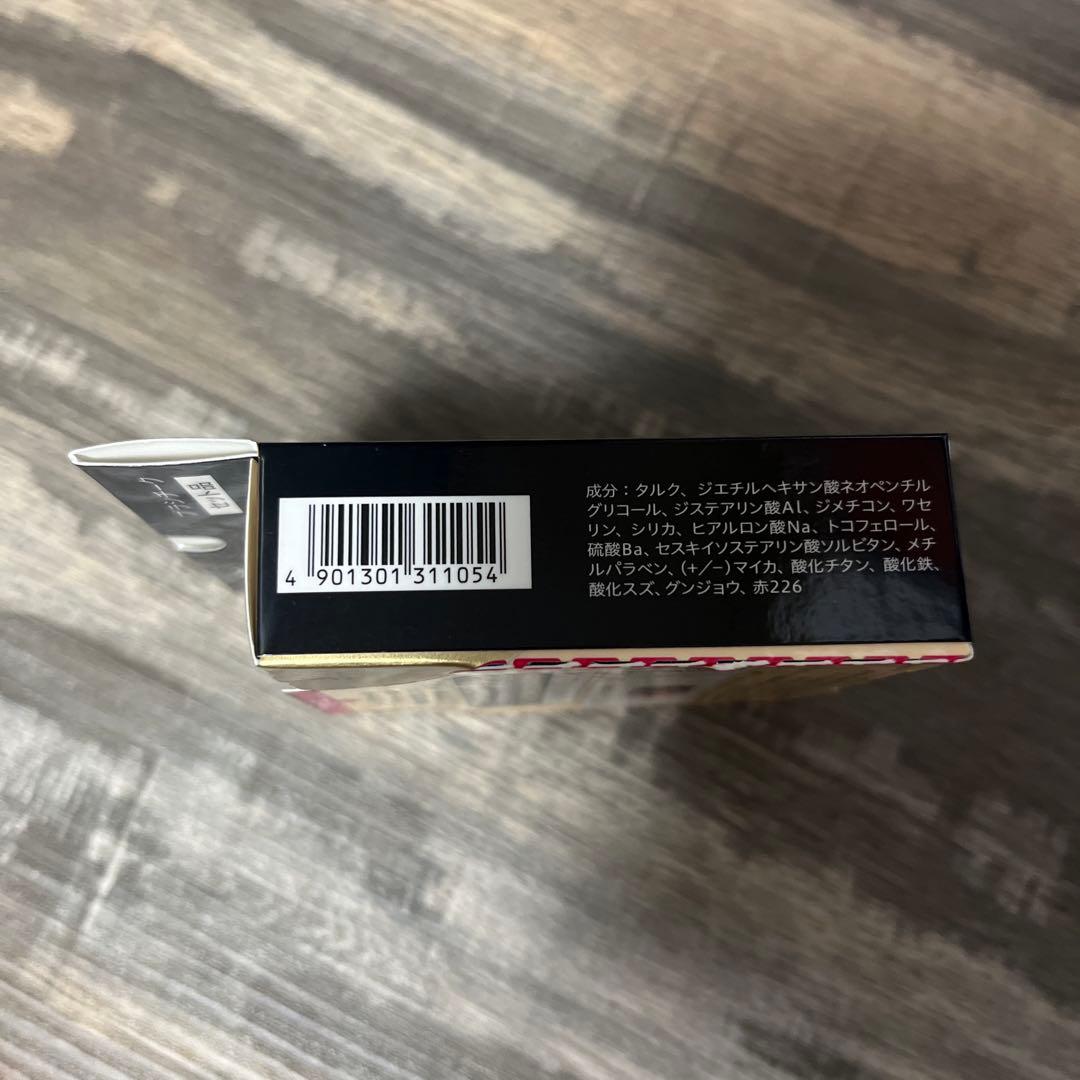 セット品
4 901301 311054
成分：タルク、ジエチルヘキサン酸ネオペンチル
グリコール、ジステアリン酸Al、ジメチコン、ワセ
リン、シリカ、ヒアルロン酸Na、トコフェロール、
硫酸Ba、セスキイソステアリン酸ソルビタン、メチ
ルパラベン、(+/−)マイカ、酸化チタン、酸化鉄、
酸化スズ、グンジョウ、赤226